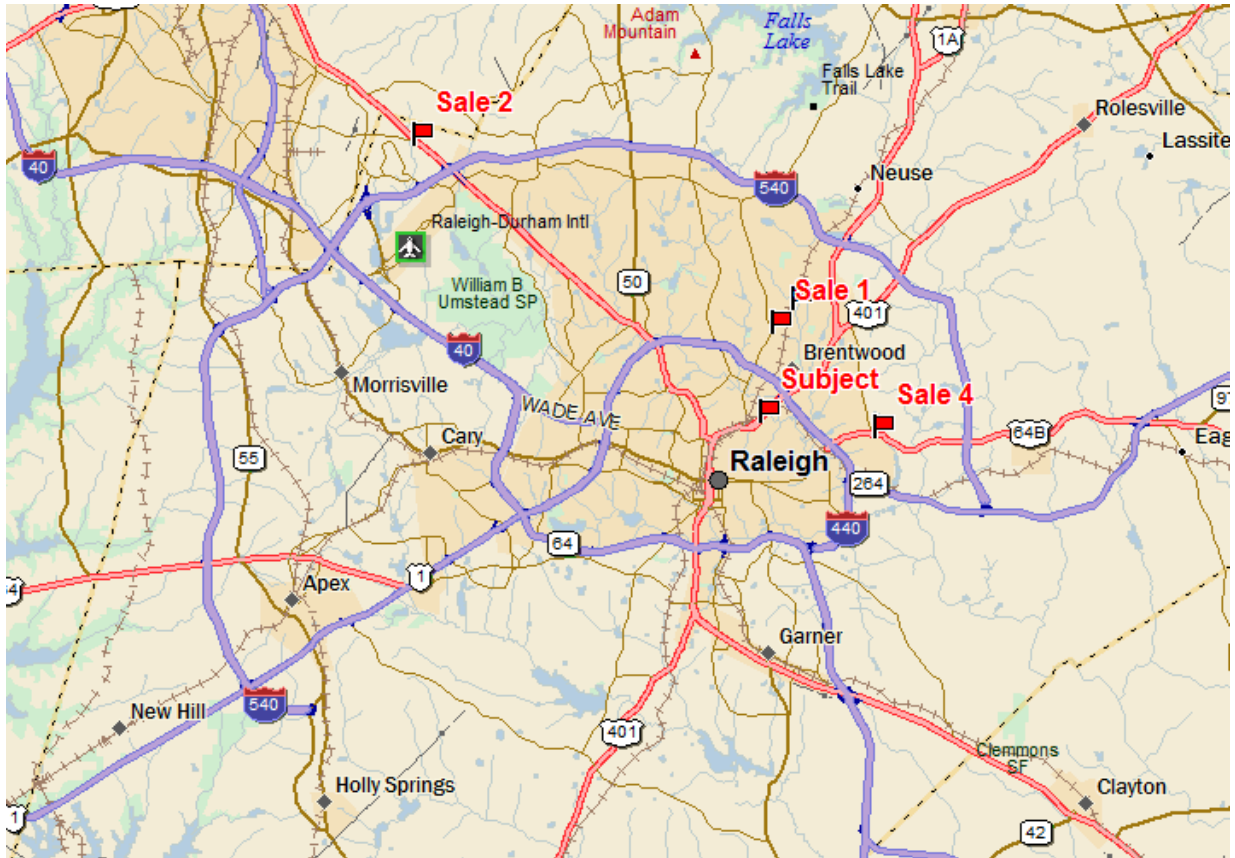 Adam
Mountain
Falls
Lake
1A
Falls Lake
Trail
Sale 2
Rolesville
Lassite
40
Neuse
540
Raleigh-Durham Intl
William B
Umstead SP
50
Sale 1
401
40
Brentwood
Morrisville
Subject
Sale 4
WADE AVE
64B
Cary
Eag
55
Raleigh
264
440
64
1
Apex
Garner
540
New Hill
401
Clemmons
SF
Holly Springs
Clayton
1
42